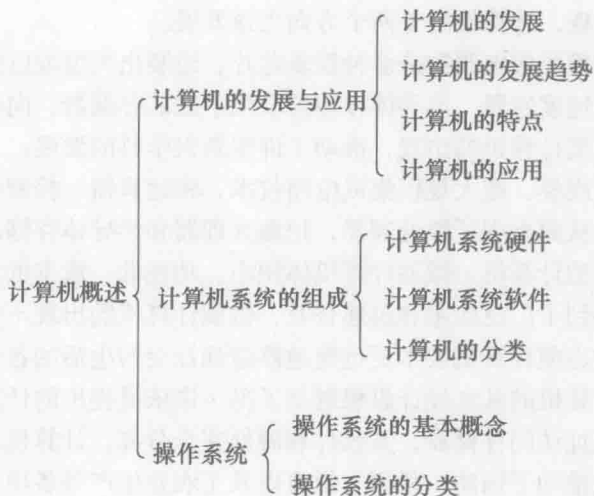 计算机的发展
计算机的发展趋势
计算机的发展与应用
计算机的特点
计算机的应用
计算机系统硬件
计算机概述
计算机系统的组成
计算机系统软件
计算机的分类
操作系统的基本概念
操作系统
操作系统的分类